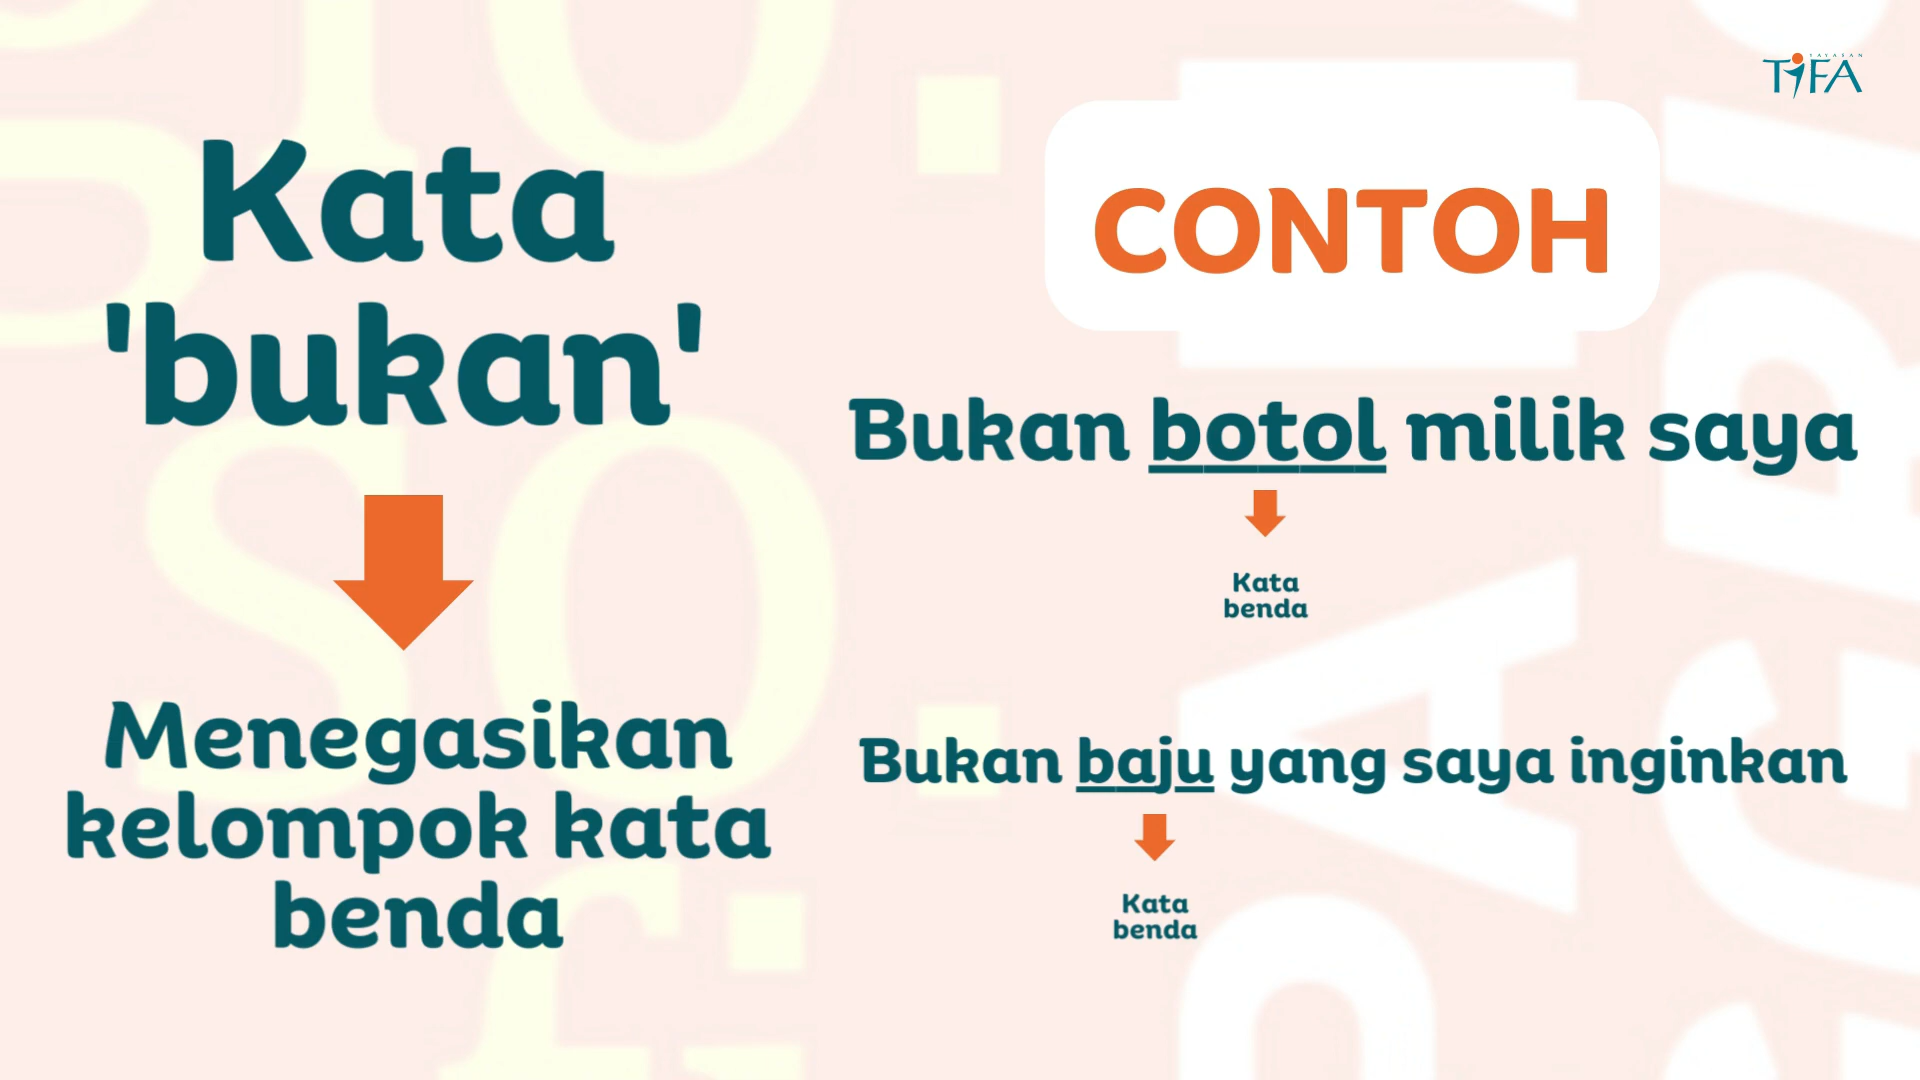 YAYASAN
TIFA
Kata
'bukan'
Menegasikan
kelompok kata
benda
CONTOH
Bukan botol milik saya
Kata
benda
Bukan baju yang saya inginkan
Kata
benda